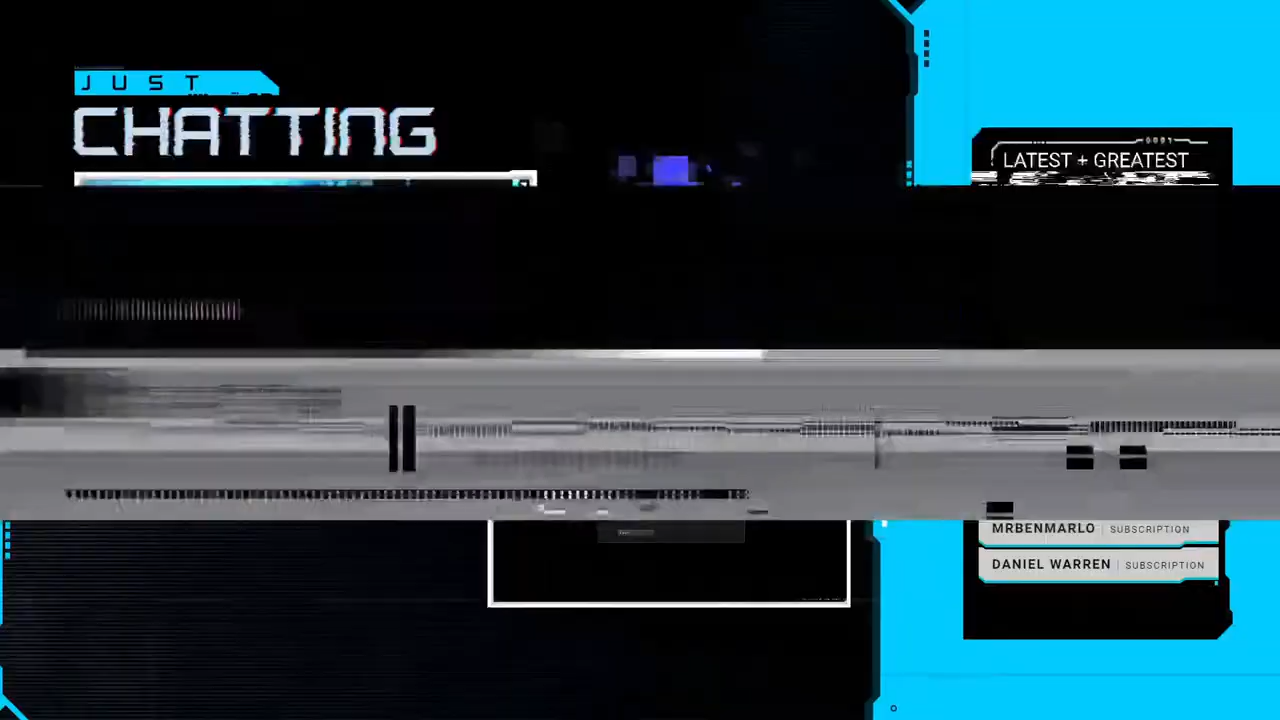 JUST
CHATTING
LATEST + GREATEST
MRBENMARLO | SUBSCRIPTION
DANIEL WARREN | SUBSCRIPTION